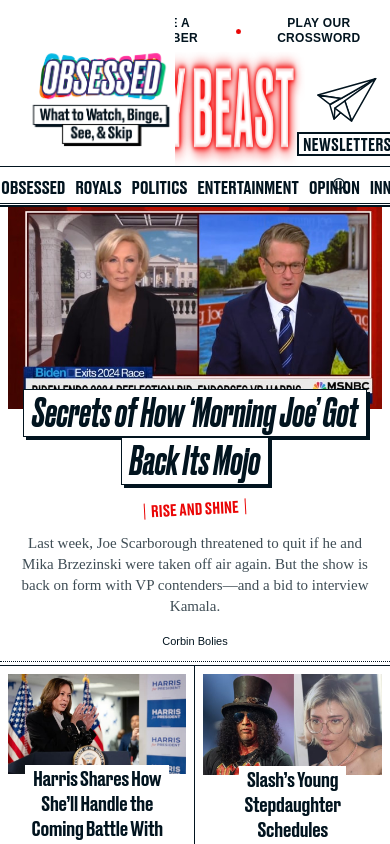 E A
BER
PLAY OUR
CROSSWORD
OBSESSED
What to Watch, Binge,
See, & Skip
Y BEAST
NEWSLETTERS
OBSESSED ROYALS POLITICS ENTERTAINMENT OPINION INN
Biden Exits 2024 Race
BIDEN ENDS 2024 REELECTION BID, ENDORSES VP HARRIS
MSNBC
Secrets of How ‘Morning Joe’ Got
Back Its Mojo
RISE AND SHINE
Last week, Joe Scarborough threatened to quit if he and
Mika Brzezinski were taken off air again. But the show is
back on form with VP contenders—and a bid to interview
Kamala.
Corbin Bolies
HARRIS
HARRIS
for PRESIDENT
HARRIS
Harris Shares How
She’ll Handle the
Coming Battle With
Slash’s Young
Stepdaughter
Schedules